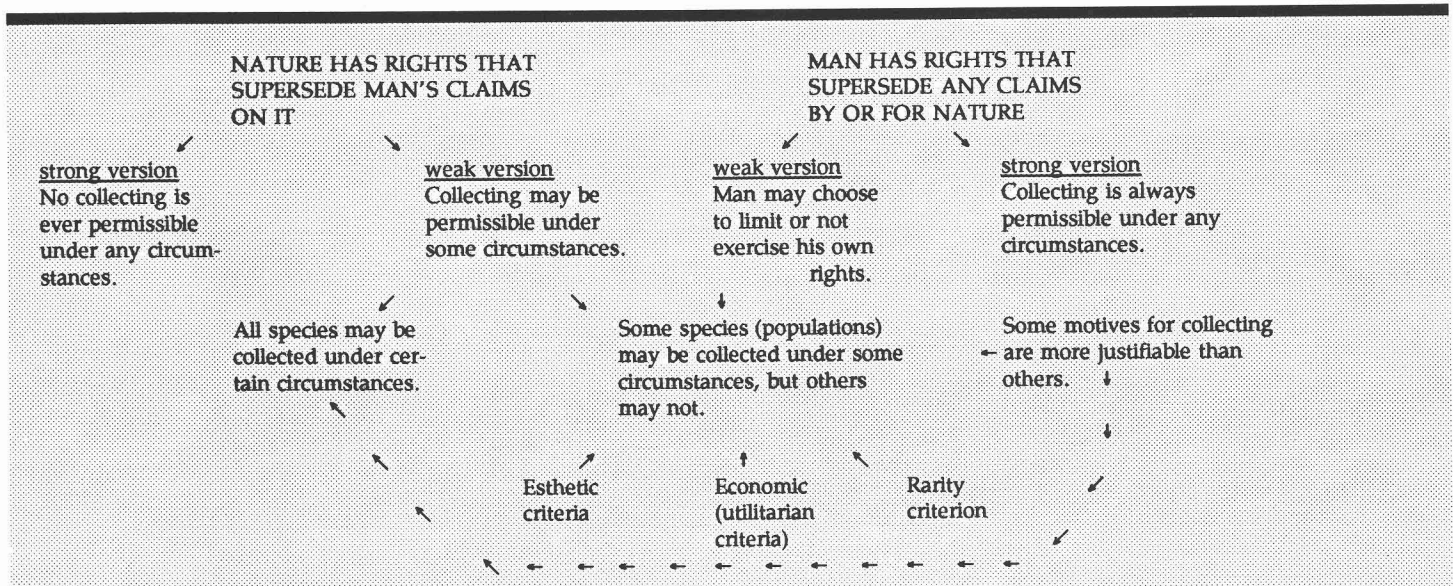 NATURE HAS RIGHTS THAT
SUPERSEDE MAN'S CLAIMS
ON IT
MAN HAS RIGHTS THAT
SUPERSEDE ANY CLAIMS
BY OR FOR NATURE
strong version
No collecting is
ever permissible
under any circum-
stances.
weak version
Collecting may be
permissible under
some circumstances.
weak version
Man may choose
to limit or not
exercise his own
rights.
strong version
Collecting is always
permissible under any
circumstances.
All species may be
collected under cer-
tain circumstances.
Some species (populations)
may be collected under some
circumstances, but others
may not.
Some motives for collecting
are more justifiable than
others.
Esthetic
criteria
Economic
(utilitarian
criteria)
Rarity
criterion